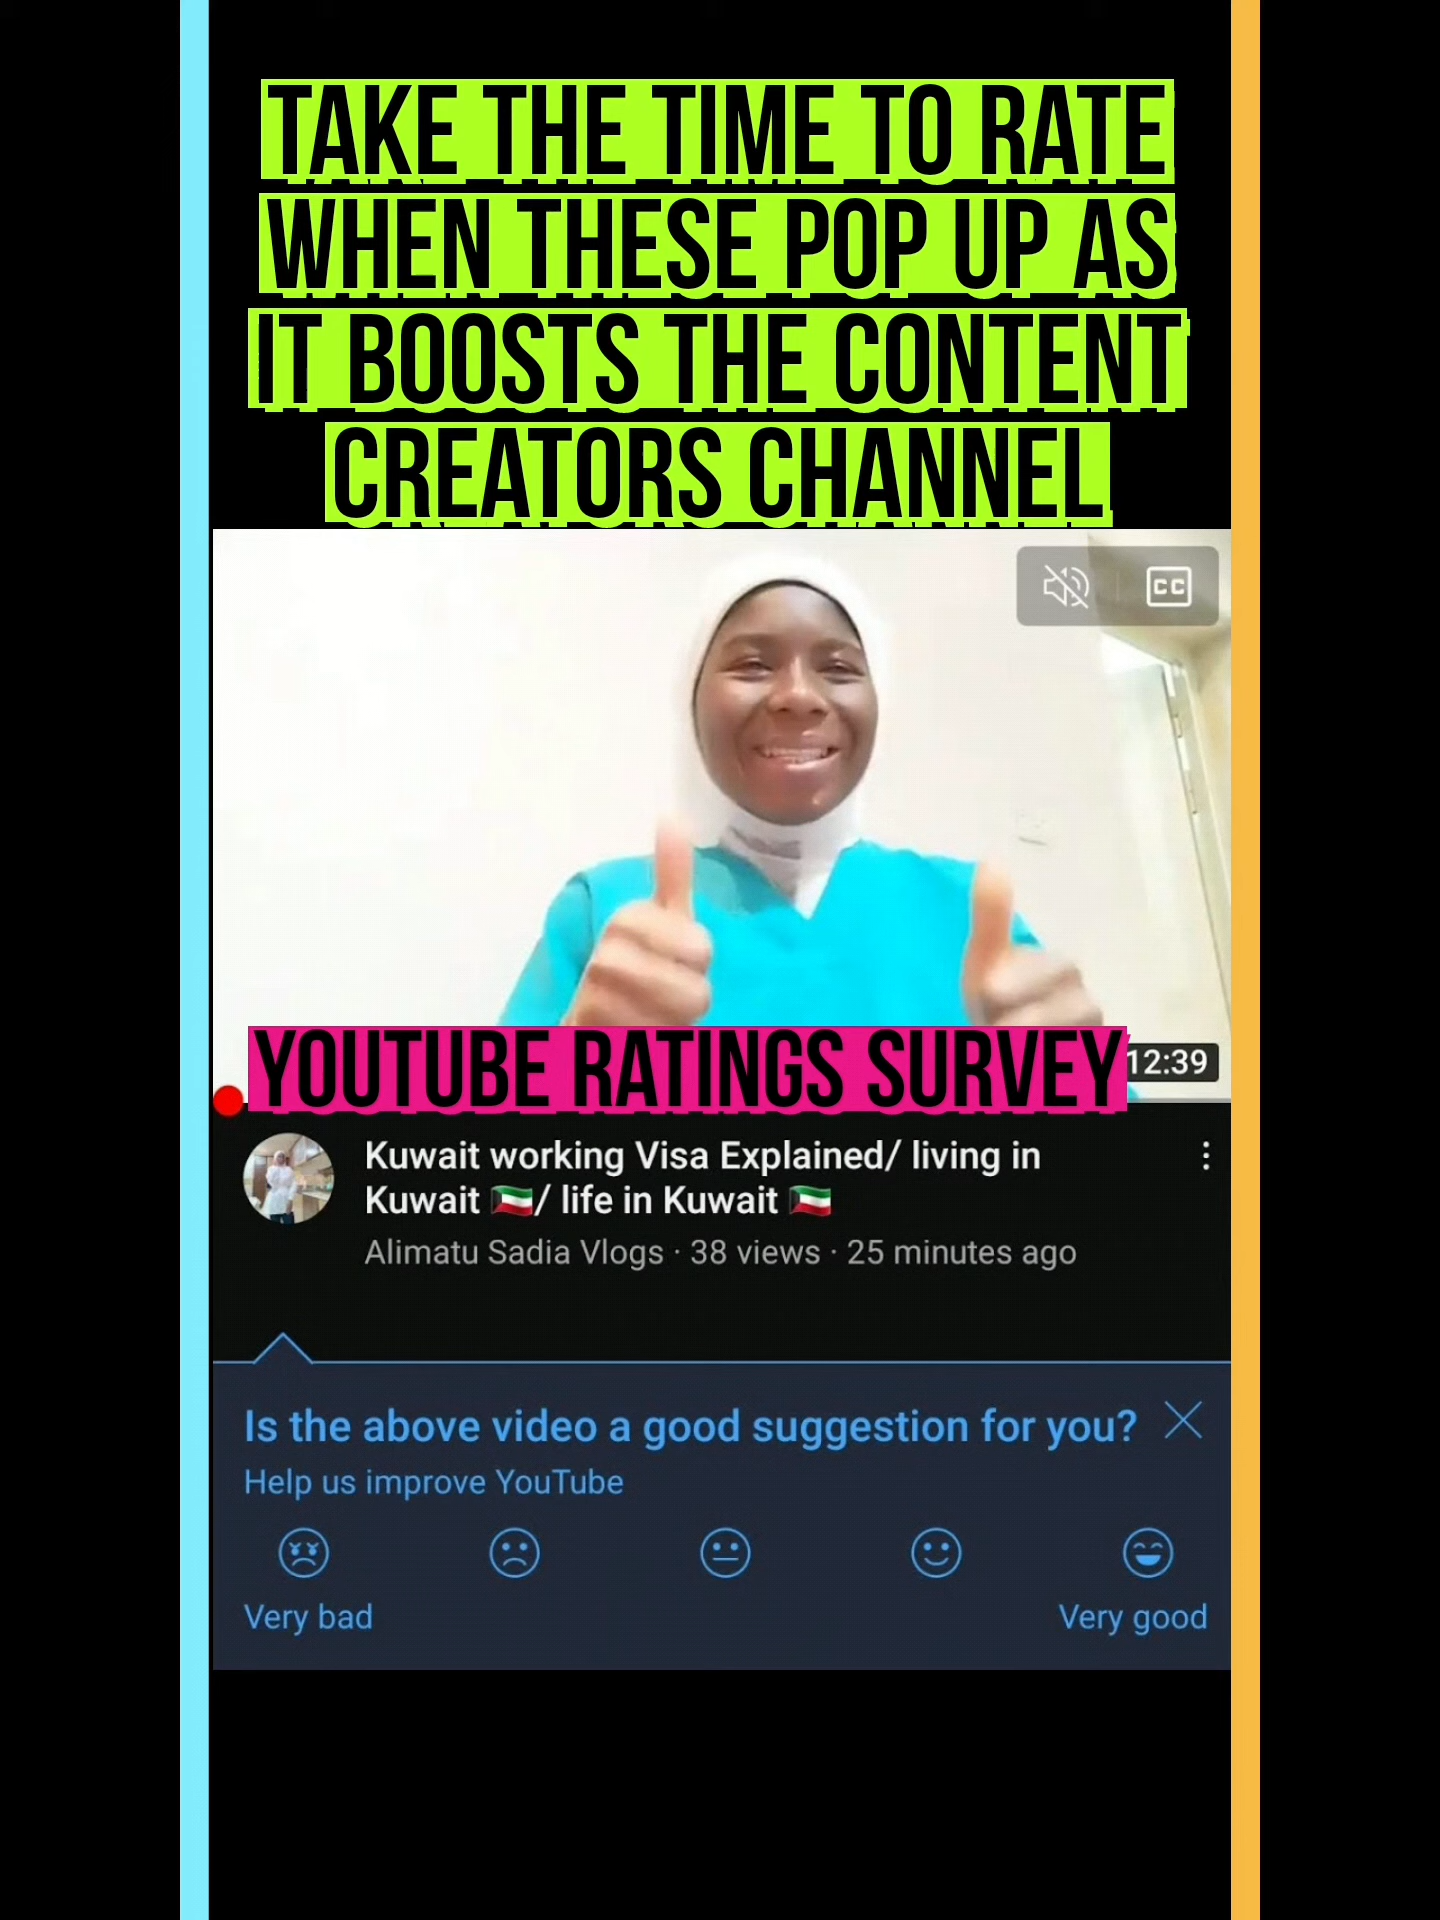 TAKE THE TIME TO RATE
WHEN THESE POP UP AS
IT BOOSTS THE CONTENT
CREATORS CHANNEL
CC
YOUTUBE RATINGS SURVEY
12:39
Kuwait working Visa Explained/ living in
Kuwait 🇰🇼/ life in Kuwait 🇰🇼
Alimatu Sadia Vlogs · 38 views · 25 minutes ago
Is the above video a good suggestion for you?
Help us improve YouTube
Very bad
Very good